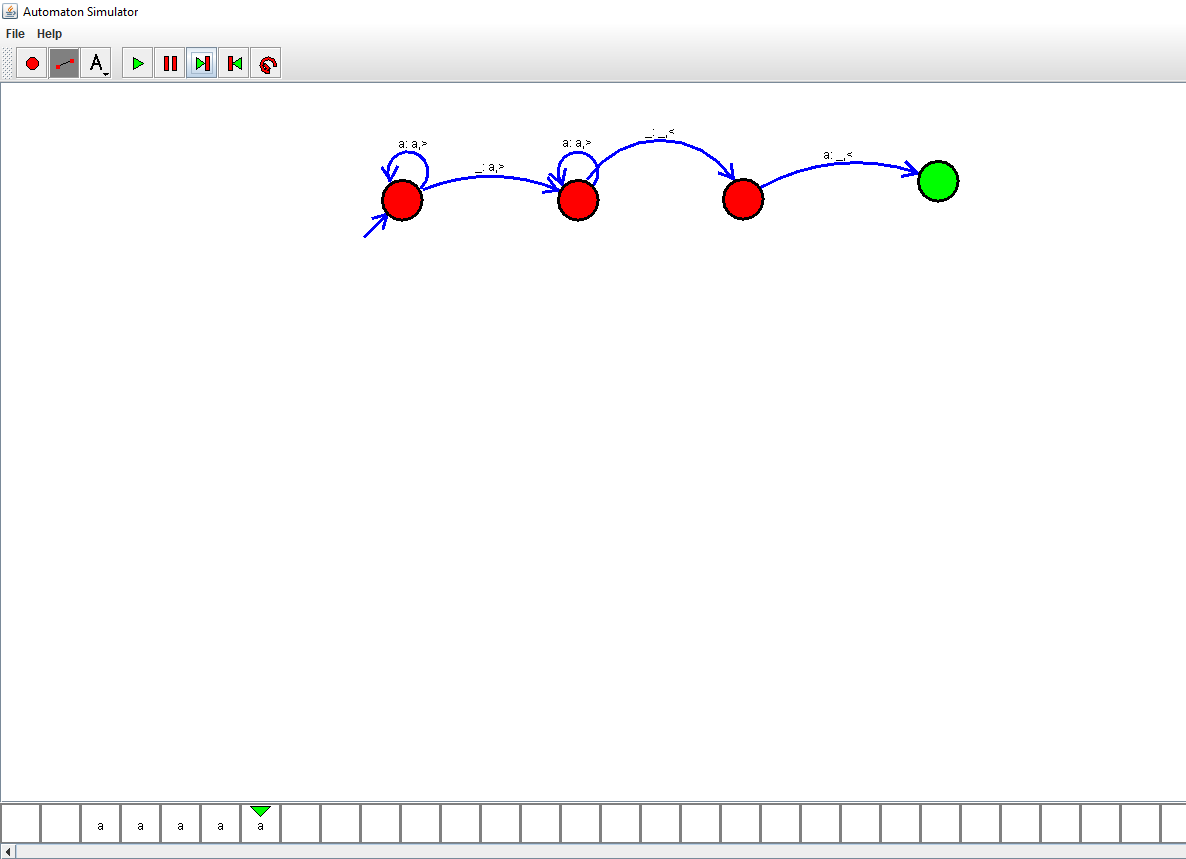 Automaton Simulator
File Help
A
a: a,>
_: a,>
a: a,>
_: _,<
a: _,<
a a a a a